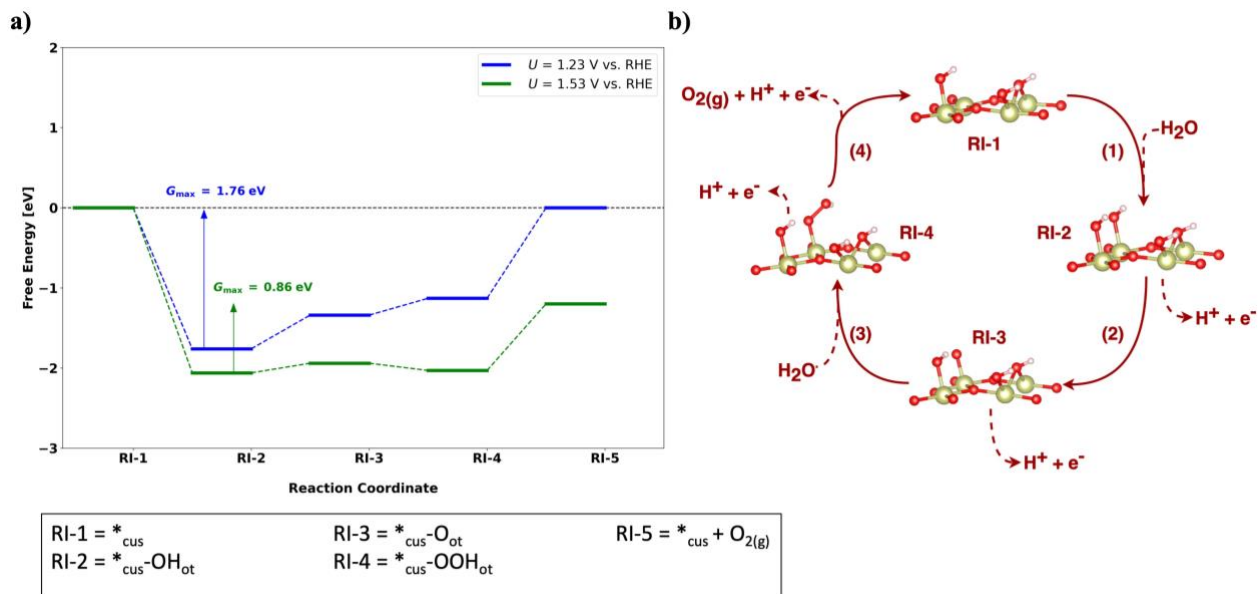 a)
b)
U = 1.23 V vs. RHE
U = 1.53 V vs. RHE
2
1
0
−1
−2
−3
Free Energy [eV]
G_max = 1.76 eV
G_max = 0.86 eV
RI-1 RI-2 RI-3 RI-4 RI-5
Reaction Coordinate
O2(g) + H+ + e-
RI-1
(1)
H2O
(4)
H+ + e-
RI-4
RI-2
H+ + e-
(3)
RI-3
(2)
H2O
H+ + e-
RI-1 = *cus RI-3 = *cus-Oot RI-5 = *cus + O2(g)
RI-2 = *cus-OHot RI-4 = *cus-OOHot